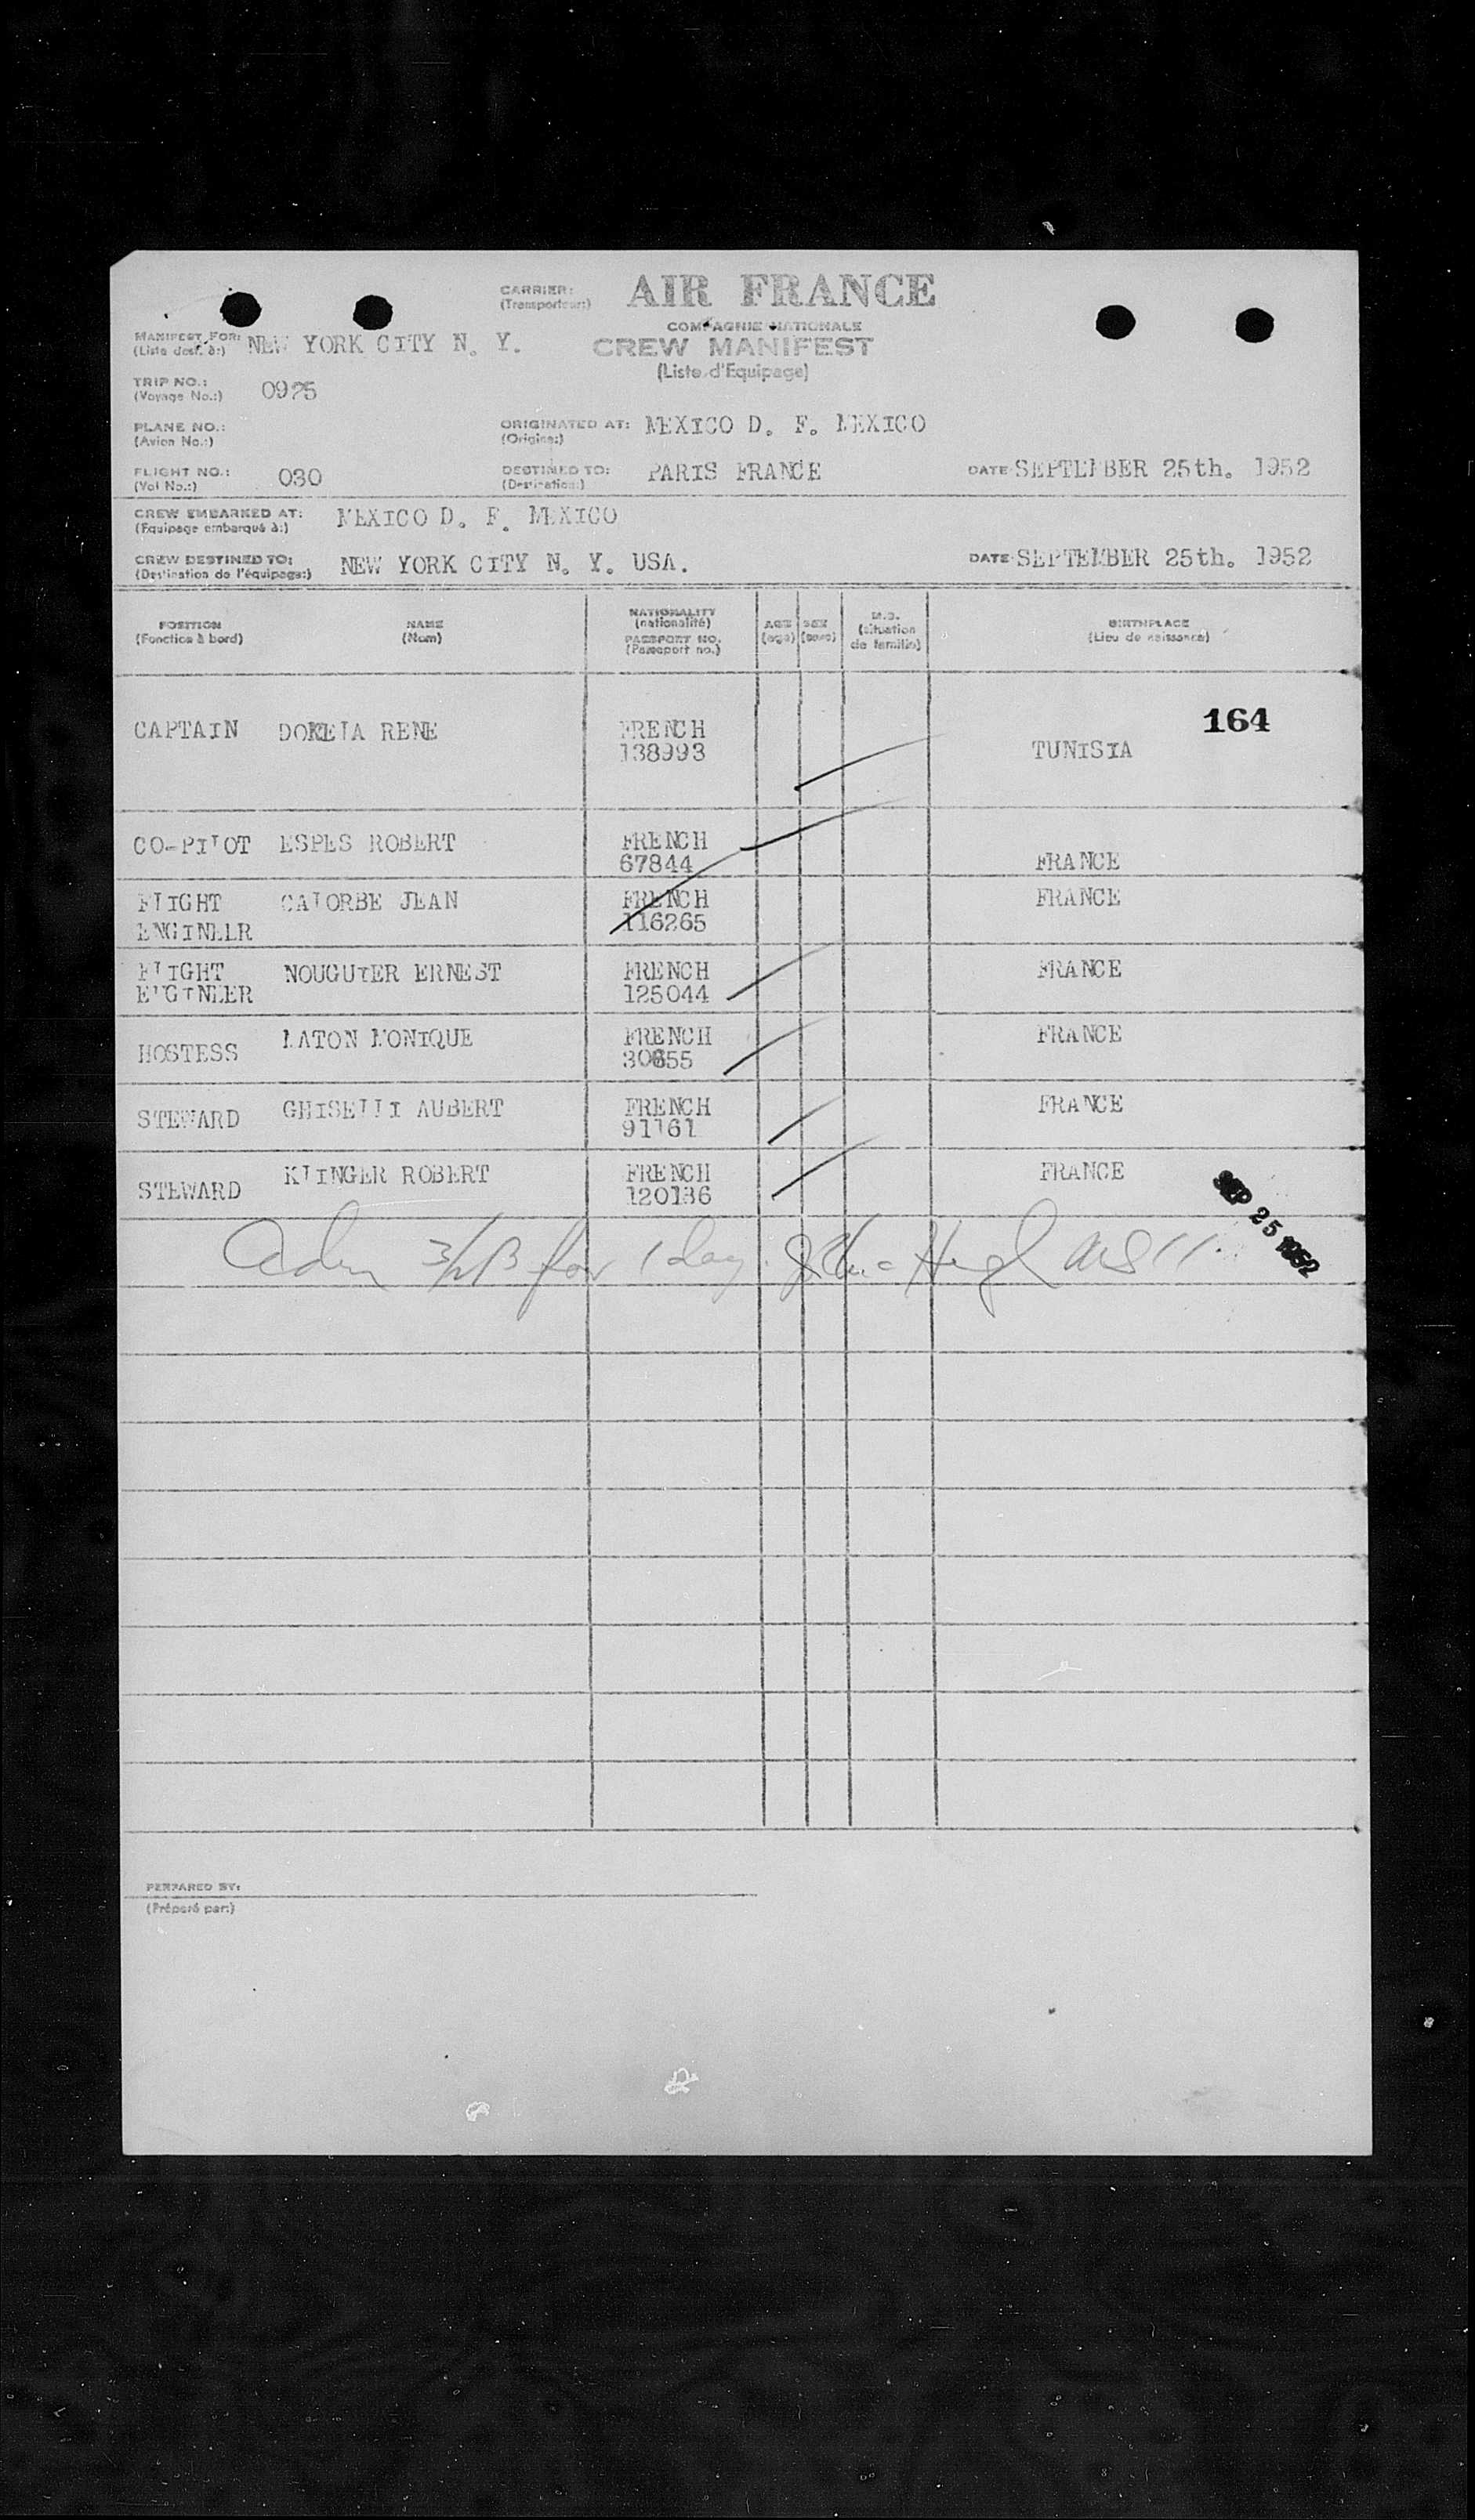 CARRIER: AIR FRANCE
(Transporteur:)
COMPAGNIE NATIONALE
MANIFEST FOR: NEW YORK CITY N. Y.
(Liste dest. à:)
CREW MANIFEST
(Liste d'Equipage)
TRIP NO.: 0925
(Voyage No.:)
PLANE NO.:
(Avion No.:)
ORIGINATED AT: MEXICO D. F. MEXICO
(Origine:)
FLIGHT NO.: 030
(Vol No.:)
DESTINED TO: PARIS FRANCE
(Destination:)
DATE: SEPTEMBER 25th. 1952
CREW EMBARKED AT: MEXICO D. F. MEXICO
(Equipage embarqué à:)
CREW DESTINED TO: NEW YORK CITY N. Y. USA.
(Destination de l'équipage:)
DATE: SEPTEMBER 25th. 1952
POSITION
(Fonction à bord)
NAME
(Nom)
NATIONALITY
(nationalité)
PASSPORT NO.
(Passeport no.)
AGE
(age)
SEX
(sexe)
M.S.
(situation
de famille)
BIRTHPLACE
(Lieu de naissance)
164
CAPTAIN RENE FRENCH
138993 TUNISIA
CO-PILOT ESPES ROBERT FRENCH
67844 FRANCE
FLIGHT CALORBE JEAN FRENCH FRANCE
ENGINEER 116265
FLIGHT NOUGUIER ERNEST FRENCH FRANCE
ENGINEER 125044
HOSTESS MONIQUE FRENCH FRANCE
STEWARD GHISELLI AUBERT FRENCH FRANCE
91161
STEWARD KLINGER ROBERT FRENCH FRANCE
120136
SEP 25 1952
for 1 day
PREPARED BY:
(Préparé par:)